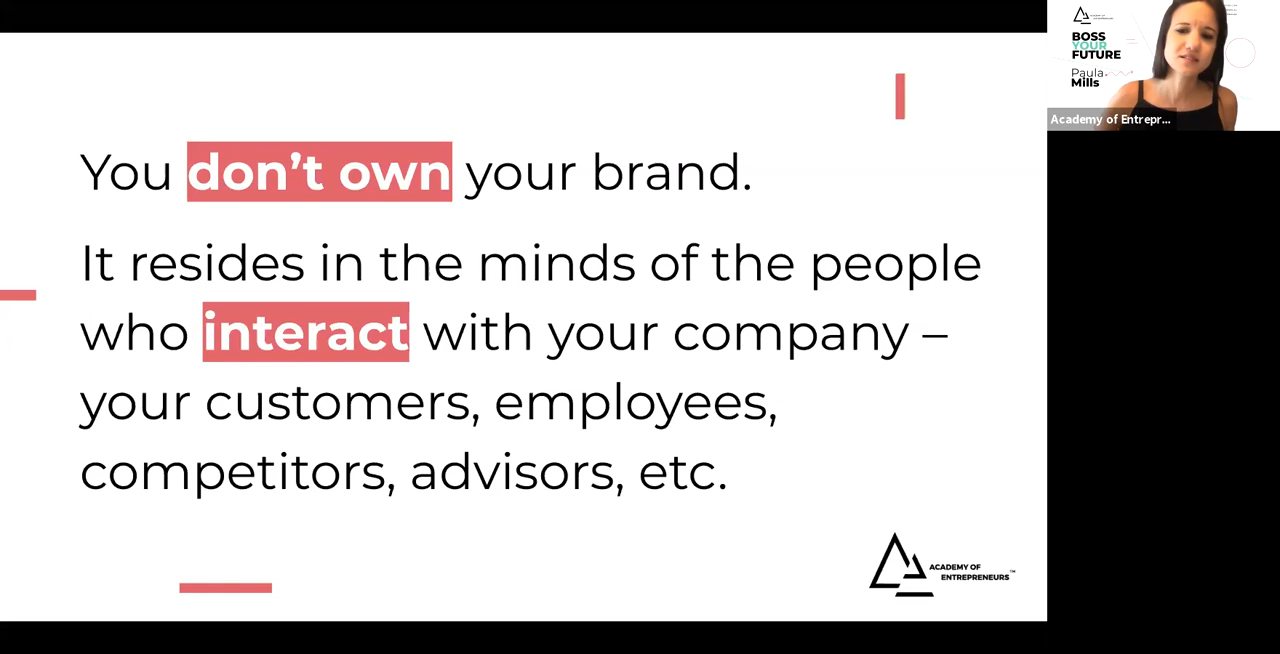 You don't own your brand.
It resides in the minds of the people
who interact with your company –
your customers, employees,
competitors, advisors, etc.
ACADEMY OF
ENTREPRENEURS™
BOSS
YOUR
FUTURE
Paula
Mills
Academy of Entrepr...